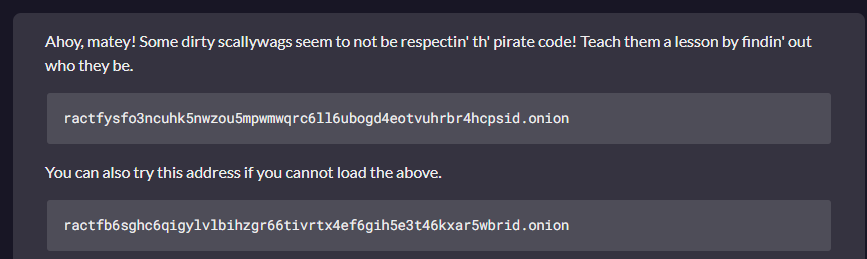 Ahoy, matey! Some dirty scallywags seem to not be respectin' th' pirate code! Teach them a lesson by findin' out
who they be.
ractfysfo3ncuhk5nwzou5mpwmwqrc6ll6ubogd4eotvuhrbr4hcpsid.onion
You can also try this address if you cannot load the above.
ractfb6sghc6qigylvlbihzgr66tivrtx4ef6gih5e3t46kxar5wbrid.onion